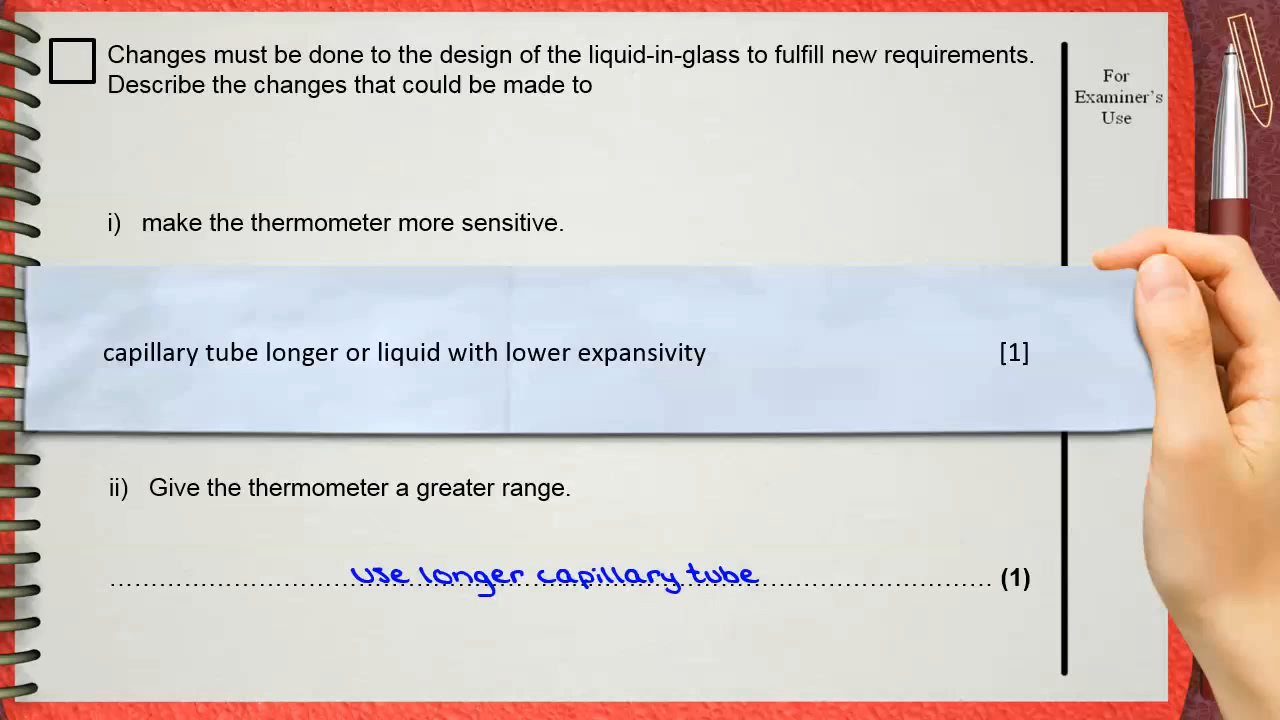 Changes must be done to the design of the liquid-in-glass to fulfill new requirements.
Describe the changes that could be made to
For
Examiner's
Use
i) make the thermometer more sensitive.
capillary tube longer or liquid with lower expansivity [1]
ii) Give the thermometer a greater range.
use longer capillary tube (1)